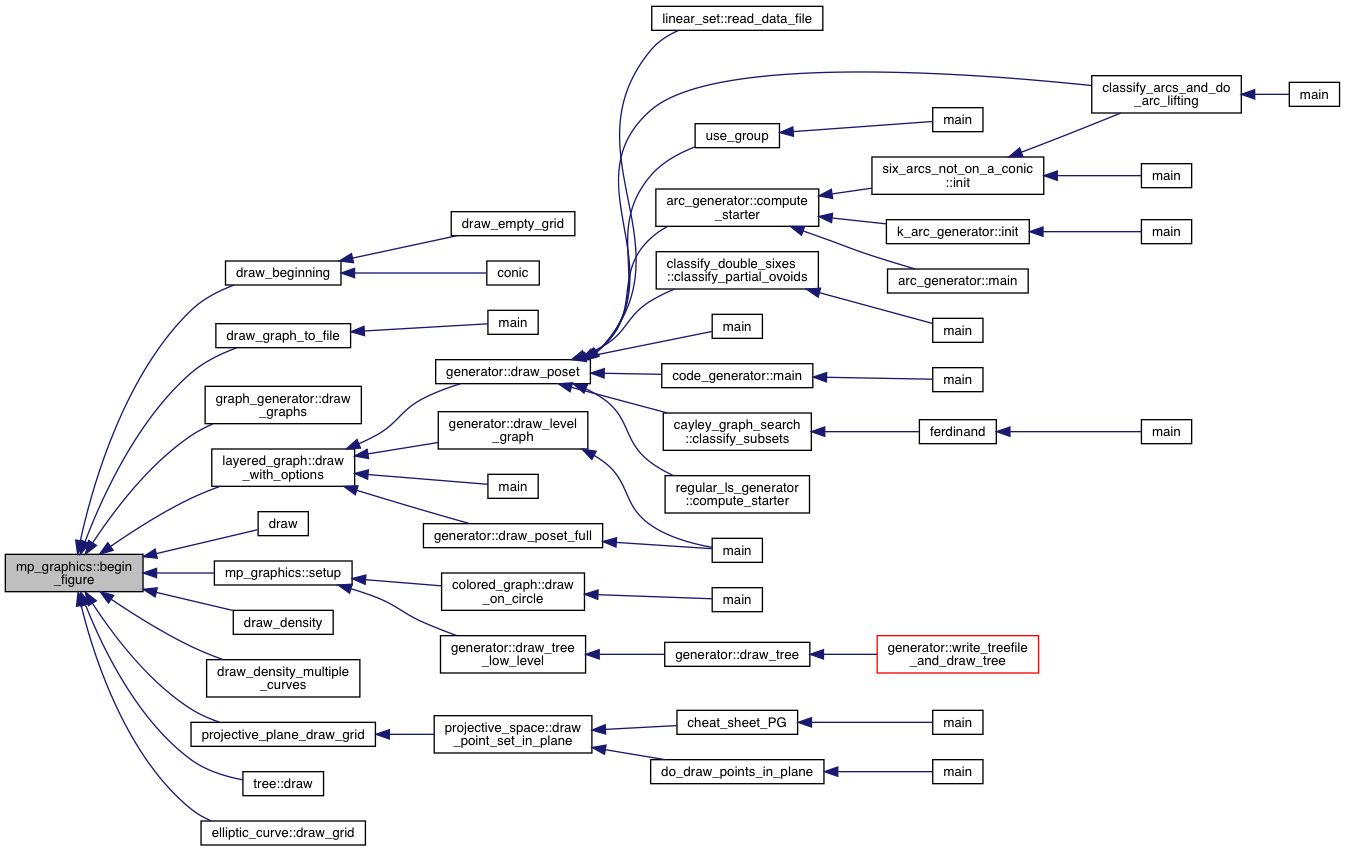 linear_set::read_data_file
classify_arcs_and_do
_arc_lifting
main
use_group
main
six_arcs_not_on_a_conic
::init
main
arc_generator::compute
_starter
k_arc_generator::init
main
arc_generator::main
draw_empty_grid
draw_beginning
conic
classify_double_sixes
::classify_partial_ovoids
main
draw_graph_to_file
main
main
generator::draw_poset
code_generator::main
main
graph_generator::draw
_graphs
generator::draw_level
_graph
cayley_graph_search
::classify_subsets
ferdinand
main
layered_graph::draw
_with_options
main
regular_ls_generator
::compute_starter
draw
generator::draw_poset_full
main
mp_graphics::begin
_figure
mp_graphics::setup
colored_graph::draw
_on_circle
main
draw_density
generator::draw_tree
_low_level
generator::draw_tree
generator::write_treefile
_and_draw_tree
draw_density_multiple
_curves
projective_plane_draw_grid
projective_space::draw
_point_set_in_plane
cheat_sheet_PG
main
do_draw_points_in_plane
main
tree::draw
elliptic_curve::draw_grid